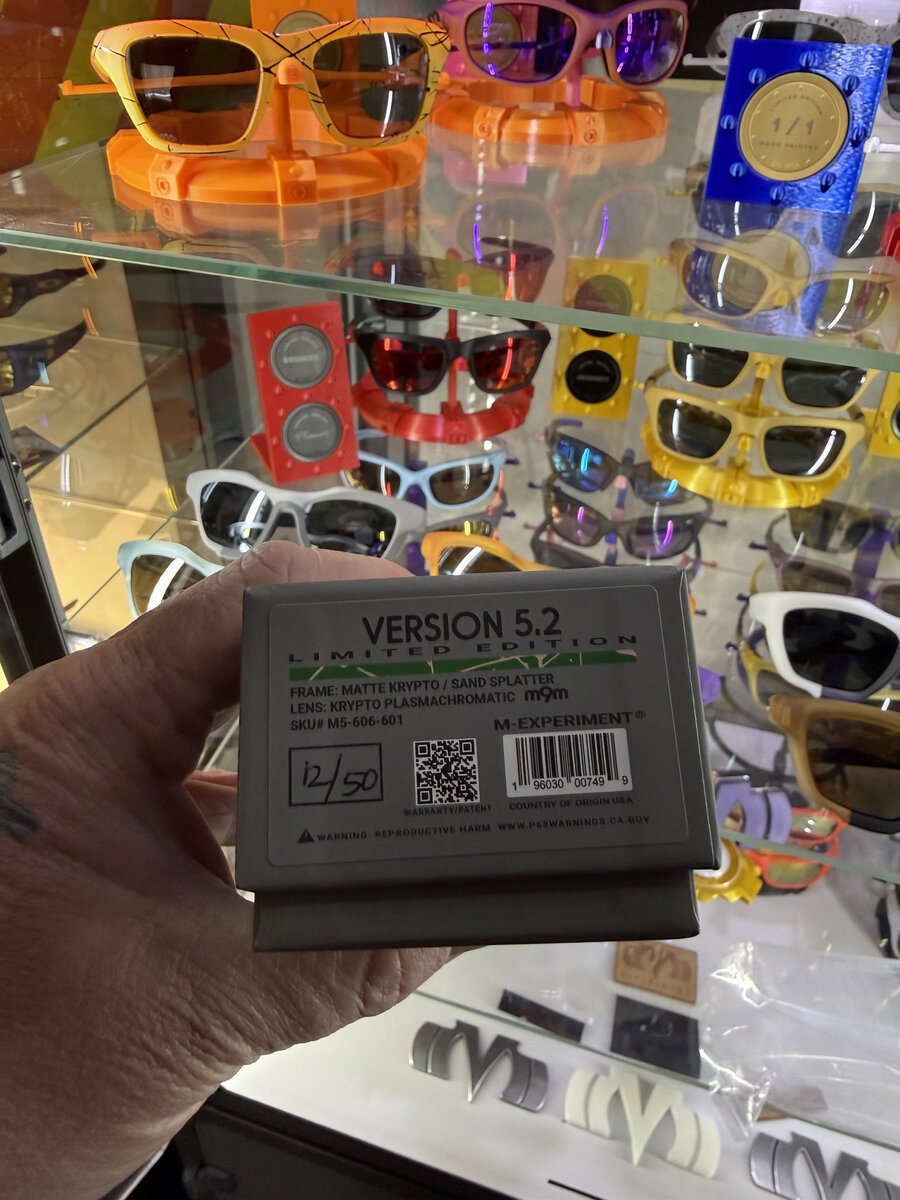 LIMITED EDITION
1/1
HAND PAINTED
VERSION 5.2
LIMITED EDITION
FRAME: MATTE KRYPTO / SAND SPLATTER
LENS: KRYPTO PLASMACHROMATIC m9m
SKU# M5-606-601
M-EXPERIMENT®
12/50
1 96030 00749 9
WARRANTY/PATENT
COUNTRY OF ORIGIN USA
WARNING: REPRODUCTIVE HARM WWW.P65WARNINGS.CA.GOV